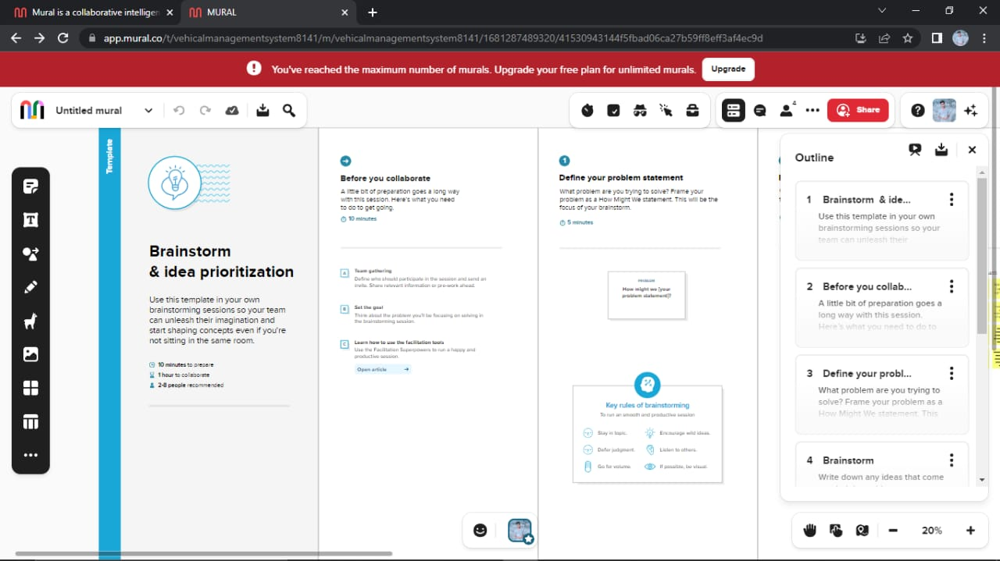 Mural is a collaborative intelligen
MURAL
app.mural.co/t/vehicalmanagementsystem8141/m/vehicalmanagementsystem8141/1681287489320/41530943144f5fbad06ca27b59ff8eff3af4ec9d
You've reached the maximum number of murals. Upgrade your free plan for unlimited murals.
Upgrade
Untitled mural
4
Share
Template
Brainstorm
& idea prioritization
Use this template in your own
brainstorming sessions so your team
can unleash their imagination and
start shaping concepts even if you're
not sitting in the same room.
10 minutes to prepare
1 hour to collaborate
2-8 people recommended
Before you collaborate
A little bit of preparation goes a long way
with this session. Here's what you need
to do to get going.
10 minutes
A
Team gathering
Define who should participate in the session and send an
invite. Share relevant information or pre-work ahead.
B
Set the goal
Think about the problem you'll be focusing on solving in
the brainstorming session.
C
Learn how to use the facilitation tools
Use the Facilitation Superpowers to run a happy and
productive session.
Open article
1
Define your problem statement
What problem are you trying to solve? Frame your
problem as a How Might We statement. This will be the
focus of your brainstorm.
5 minutes
PROBLEM
How might we [your
problem statement]?
Key rules of brainstorming
To run an smooth and productive session
Stay in topic.
Encourage wild ideas.
Defer judgment.
Listen to others.
Go for volume.
If possible, be visual.
Outline
1 Brainstorm & ide...
Use this template in your own
brainstorming sessions so your
team can unleash their
2 Before you collab...
A little bit of preparation goes a
long way with this session.
Here's what you need to do to
3 Define your probl...
What problem are you trying to
solve? Frame your problem as a
How Might We statement. This
4 Brainstorm
Write down any ideas that come
20%